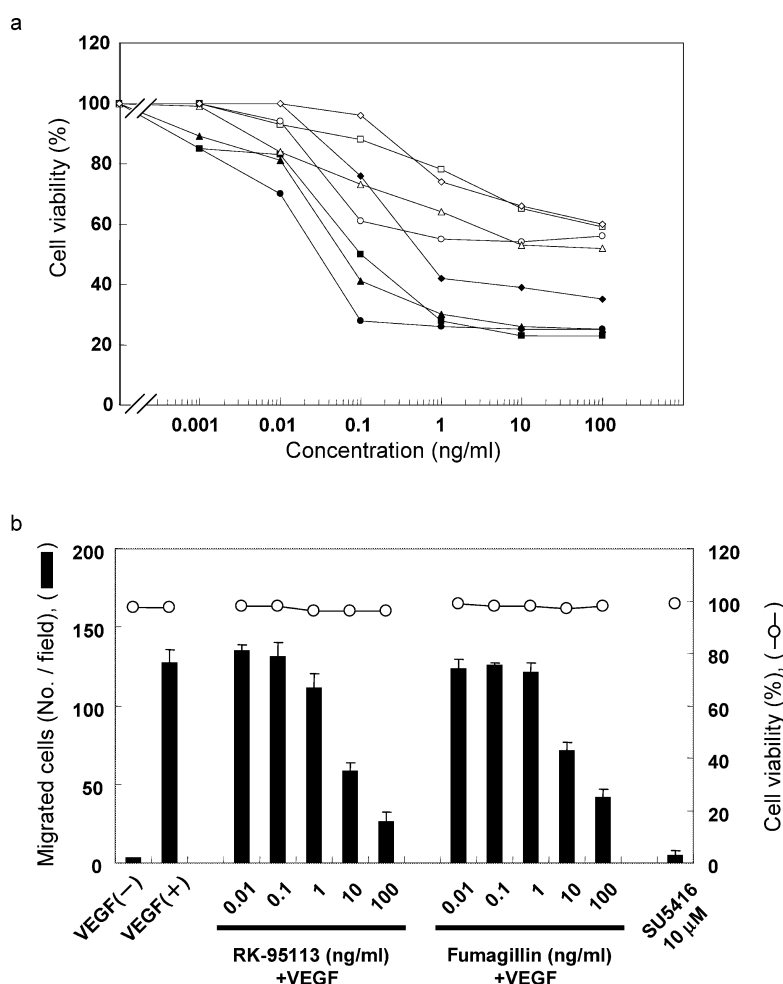 a
120
100
80
60
40
20
0
Cell viability (%)
0.001 0.01 0.1 1 10 100
Concentration (ng/ml)
b
200
150
100
50
0
Migrated cells (No. / field), ( )
120
100
80
60
40
20
0
Cell viability (%), (-o-)
VEGF(−) VEGF(+) 0.01 0.1 1 10 100 0.01 0.1 1 10 100 SU5416
10 μM
RK-95113 (ng/ml) Fumagillin (ng/ml)
+VEGF +VEGF